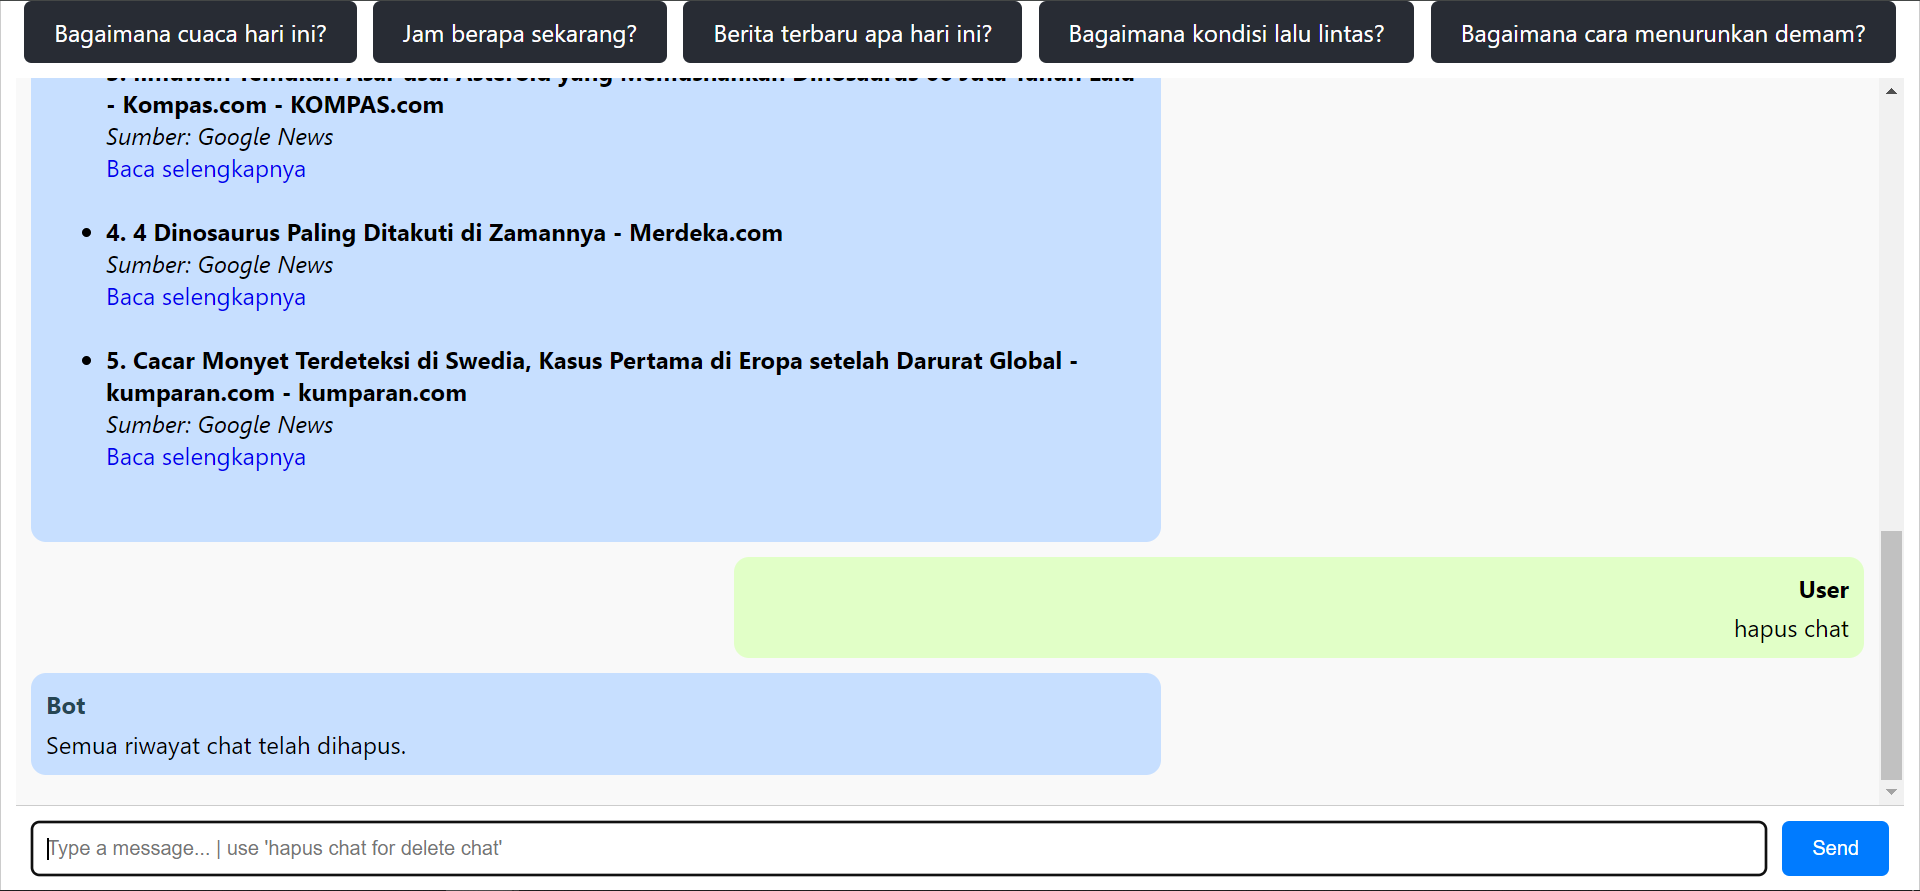 Bagaimana cuaca hari ini?
Jam berapa sekarang?
Berita terbaru apa hari ini?
Bagaimana kondisi lalu lintas?
Bagaimana cara menurunkan demam?
- Kompas.com - KOMPAS.com
Sumber: Google News
Baca selengkapnya
4. 4 Dinosaurus Paling Ditakuti di Zamannya - Merdeka.com
Sumber: Google News
Baca selengkapnya
5. Cacar Monyet Terdeteksi di Swedia, Kasus Pertama di Eropa setelah Darurat Global -
kumparan.com - kumparan.com
Sumber: Google News
Baca selengkapnya
User
hapus chat
Bot
Semua riwayat chat telah dihapus.
Type a message... | use 'hapus chat for delete chat'
Send